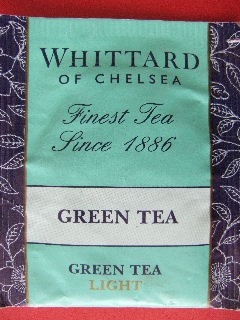 WHITTARD
OF CHELSEA
Finest Tea
Since 1886
GREEN TEA
GREEN TEA
LIGHT